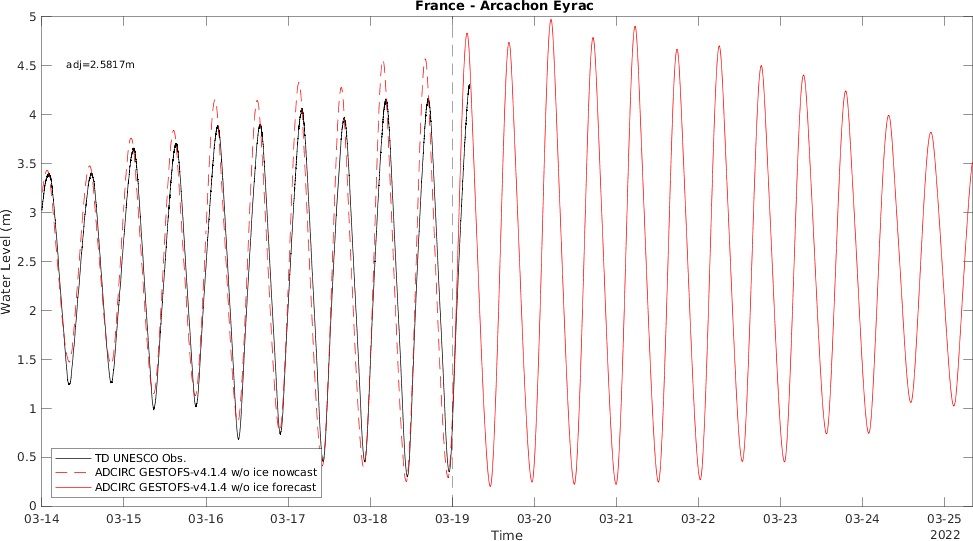 France - Arcachon Eyrac
5
4.5
4
3.5
3
2.5
2
1.5
1
0.5
0
Water Level (m)
adj=2.5817m
TD UNESCO Obs.
ADCIRC GESTOFS-v4.1.4 w/o ice nowcast
ADCIRC GESTOFS-v4.1.4 w/o ice forecast
03-14 03-15 03-16 03-17 03-18 03-19 03-20 03-21 03-22 03-23 03-24 03-25
Time
2022